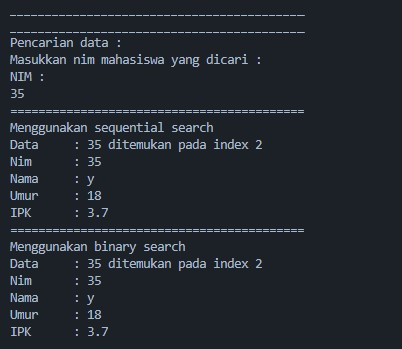 ------------------------------------------
------------------------------------------
Pencarian data :
Masukkan nim mahasiswa yang dicari :
NIM :
35
==========================================
Menggunakan sequential search
Data     : 35 ditemukan pada index 2
Nim      : 35
Nama     : y
Umur     : 18
IPK      : 3.7
==========================================
Menggunakan binary search
Data     : 35 ditemukan pada index 2
Nim      : 35
Nama     : y
Umur     : 18
IPK      : 3.7